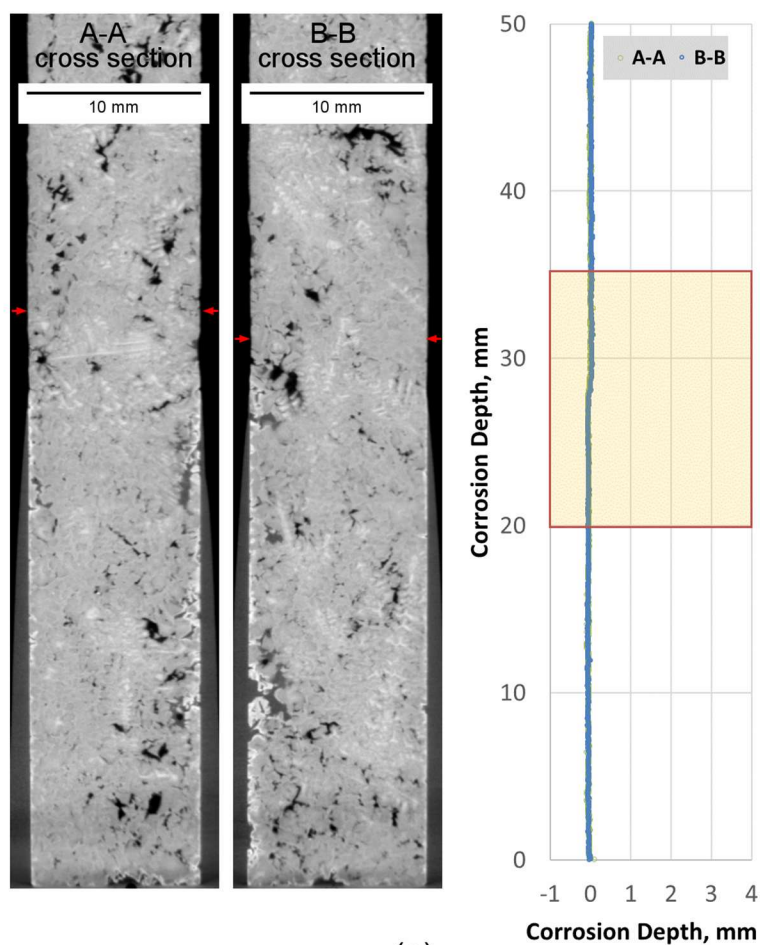 A-A
cross section
10 mm
B-B
cross section
10 mm
A-A B-B
50
40
30
20
10
0
Corrosion Depth, mm
-1 0 1 2 3 4
Corrosion Depth, mm